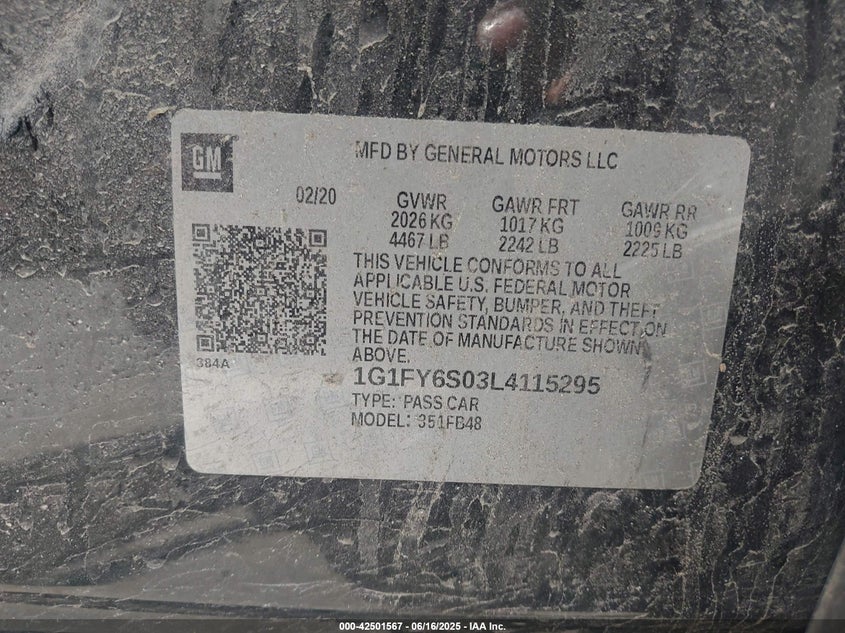 GM
MFD BY GENERAL MOTORS LLC
02/20
GVWR GAWR FRT GAWR RR
2026 KG 1017 KG 1009 KG
4467 LB 2242 LB 2225 LB
THIS VEHICLE CONFORMS TO ALL
APPLICABLE U.S. FEDERAL MOTOR
VEHICLE SAFETY, BUMPER, AND THEFT
PREVENTION STANDARDS IN EFFECT ON
THE DATE OF MANUFACTURE SHOWN
ABOVE.
384A
1G1FY6S03L4115295
TYPE: PASS CAR
MODEL: 351FB48
000-42501567 - 06/16/2025 - IAA Inc.